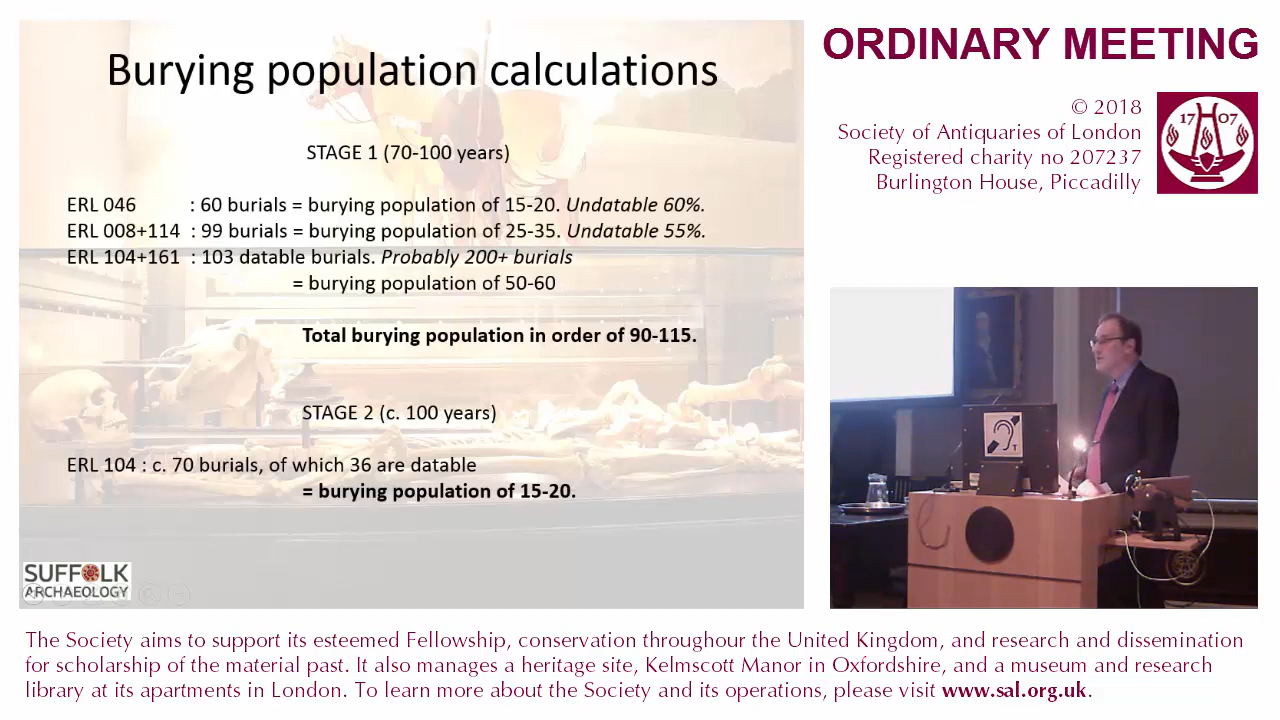 Burying population calculations
STAGE 1 (70-100 years)
ERL 046 : 60 burials = burying population of 15-20. Undatable 60%.
ERL 008+114 : 99 burials = burying population of 25-35. Undatable 55%.
ERL 104+161 : 103 datable burials. Probably 200+ burials
= burying population of 50-60
Total burying population in order of 90-115.
STAGE 2 (c. 100 years)
ERL 104 : c. 70 burials, of which 36 are datable
= burying population of 15-20.
SUFFOLK
ARCHAEOLOGY
ORDINARY MEETING
© 2018
Society of Antiquaries of London
Registered charity no 207237
Burlington House, Piccadilly
17 07
T
The Society aims to support its esteemed Fellowship, conservation throughour the United Kingdom, and research and dissemination
for scholarship of the material past. It also manages a heritage site, Kelmscott Manor in Oxfordshire, and a museum and research
library at its apartments in London. To learn more about the Society and its operations, please visit www.sal.org.uk.